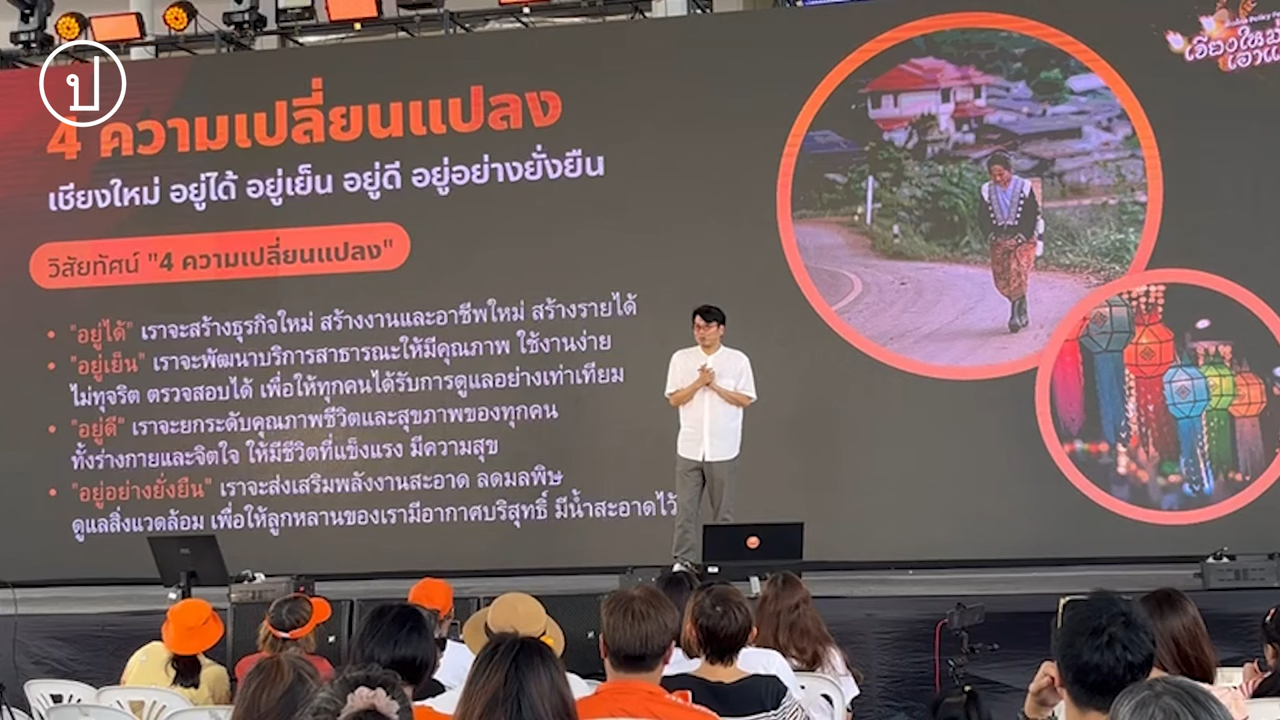 ป
4 ความเปลี่ยนแปลง
เชียงใหม่ อยู่ได้ อยู่เย็น อยู่ดี อยู่อย่างยั่งยืน
วิสัยทัศน์ "4 ความเปลี่ยนแปลง"
• "อยู่ได้" เราจะสร้างธุรกิจใหม่ สร้างงานและอาชีพใหม่ สร้างรายได้
• "อยู่เย็น" เราจะพัฒนาบริการสาธารณะให้มีคุณภาพ ใช้งานง่าย
ไม่ทุจริต ตรวจสอบได้ เพื่อให้ทุกคนได้รับการดูแลอย่างเท่าเทียม
• "อยู่ดี" เราจะยกระดับคุณภาพชีวิตและสุขภาพของทุกคน
ทั้งร่างกายและจิตใจ ให้มีชีวิตที่แข็งแรง มีความสุข
• "อยู่อย่างยั่งยืน" เราจะส่งเสริมพลังงานสะอาด ลดมลพิษ
ดูแลสิ่งแวดล้อม เพื่อให้ลูกหลานของเรามีอากาศบริสุทธิ์ มีน้ำสะอาดไว้
Policy